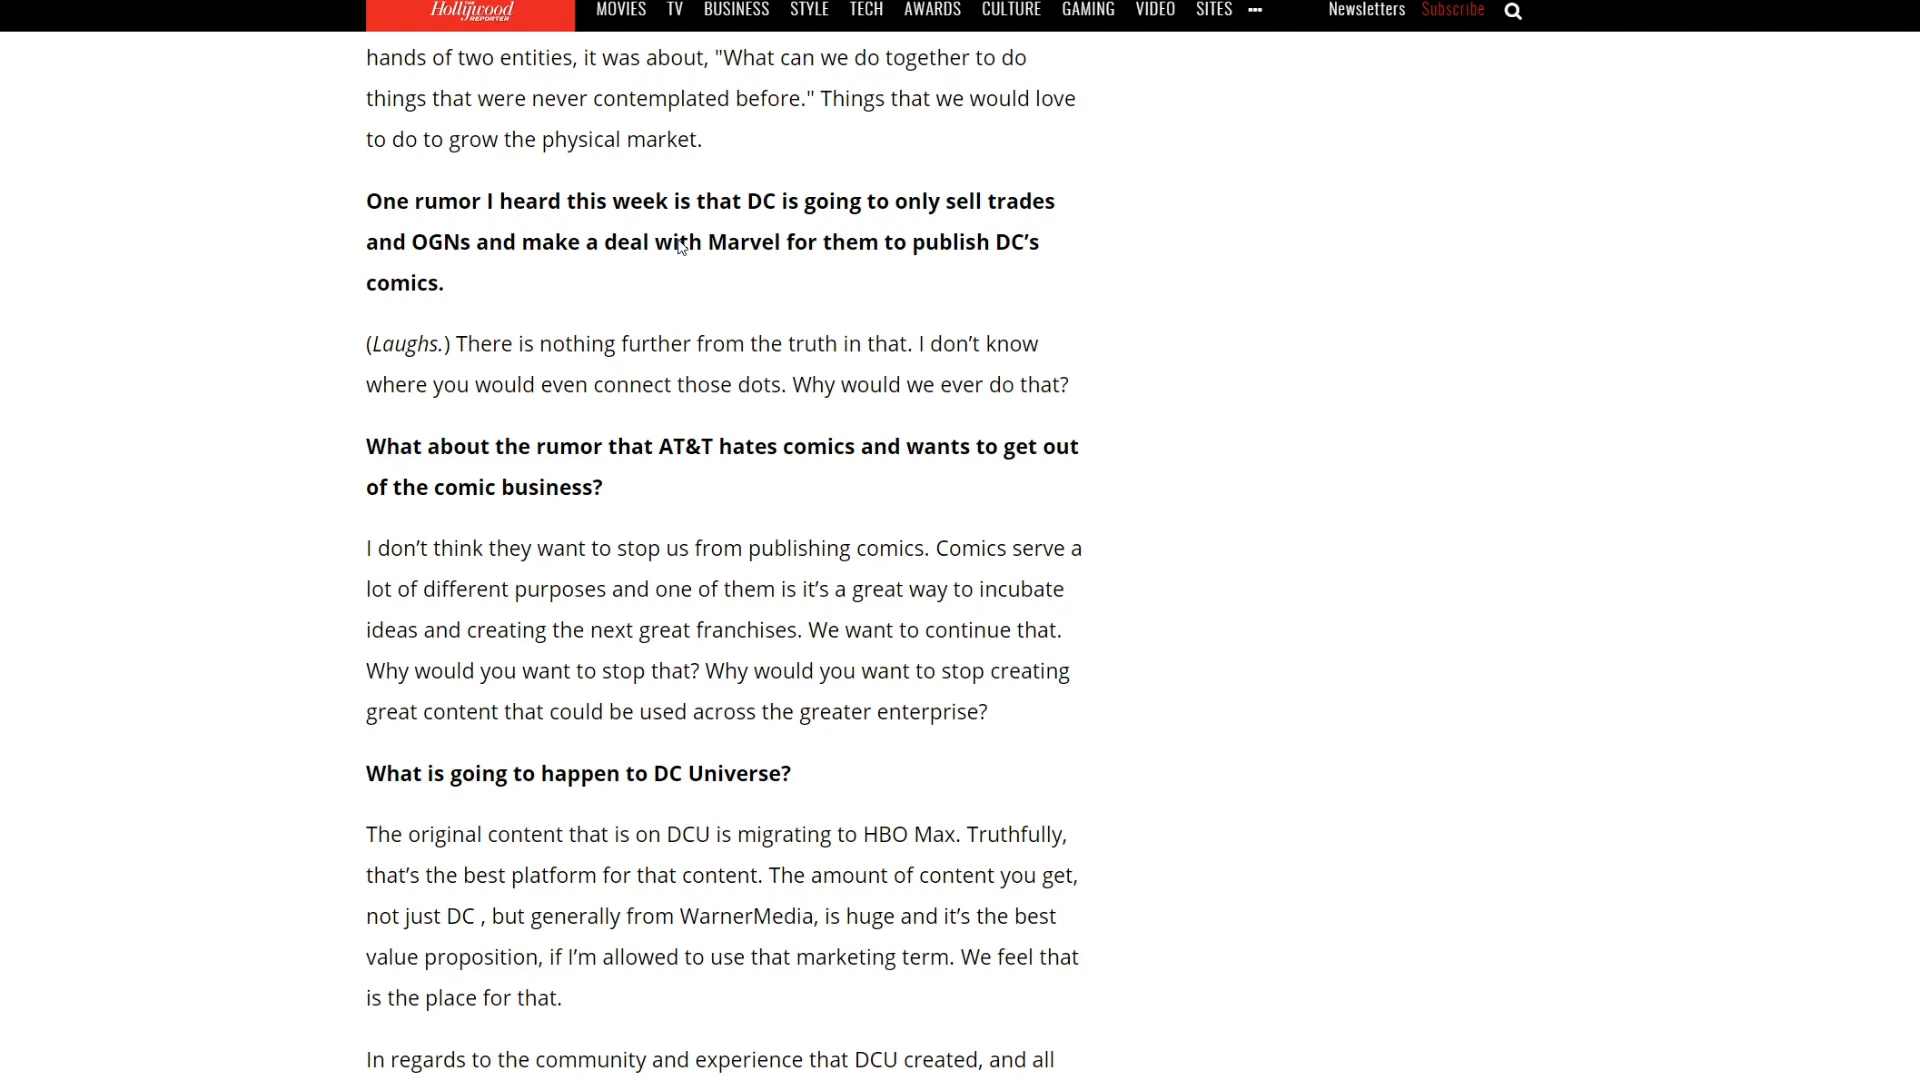 THE
Hollywood
REPORTER
MOVIES TV BUSINESS STYLE TECH AWARDS CULTURE GAMING VIDEO SITES ••• Newsletters Subscribe
hands of two entities, it was about, "What can we do together to do
things that were never contemplated before." Things that we would love
to do to grow the physical market.
One rumor I heard this week is that DC is going to only sell trades
and OGNs and make a deal with Marvel for them to publish DC’s
comics.
(Laughs.) There is nothing further from the truth in that. I don’t know
where you would even connect those dots. Why would we ever do that?
What about the rumor that AT&T hates comics and wants to get out
of the comic business?
I don’t think they want to stop us from publishing comics. Comics serve a
lot of different purposes and one of them is it’s a great way to incubate
ideas and creating the next great franchises. We want to continue that.
Why would you want to stop that? Why would you want to stop creating
great content that could be used across the greater enterprise?
What is going to happen to DC Universe?
The original content that is on DCU is migrating to HBO Max. Truthfully,
that’s the best platform for that content. The amount of content you get,
not just DC , but generally from WarnerMedia, is huge and it’s the best
value proposition, if I’m allowed to use that marketing term. We feel that
is the place for that.
In regards to the community and experience that DCU created, and all